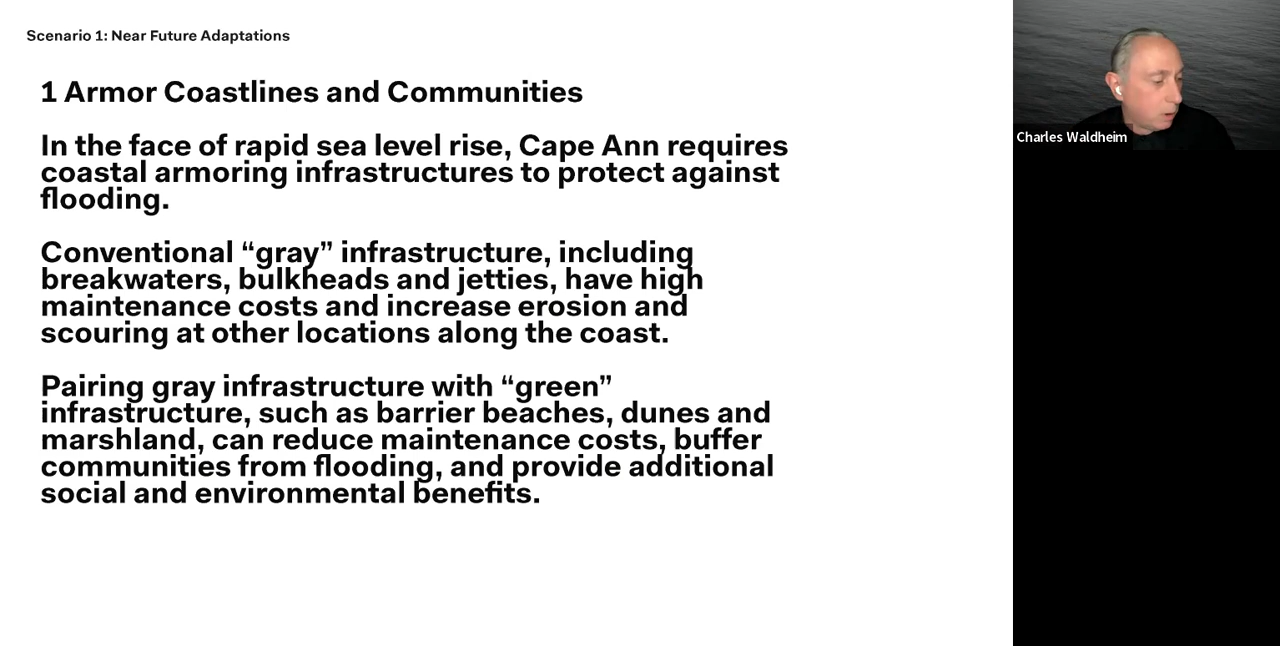 Scenario 1: Near Future Adaptations
1 Armor Coastlines and Communities
In the face of rapid sea level rise, Cape Ann requires
coastal armoring infrastructures to protect against
flooding.
Conventional “gray” infrastructure, including
breakwaters, bulkheads and jetties, have high
maintenance costs and increase erosion and
scouring at other locations along the coast.
Pairing gray infrastructure with “green”
infrastructure, such as barrier beaches, dunes and
marshland, can reduce maintenance costs, buffer
communities from flooding, and provide additional
social and environmental benefits.
Charles Waldheim